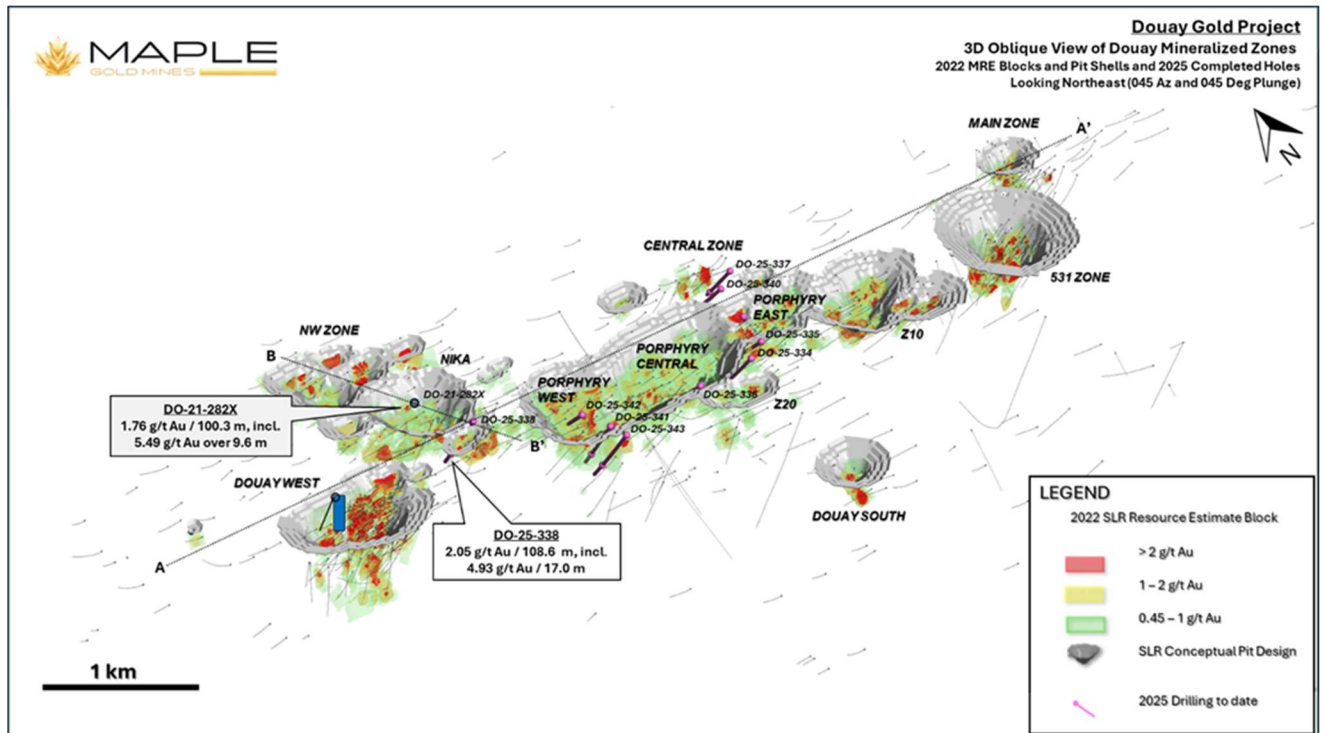 MAPLE
GOLD MINES
Douay Gold Project
3D Oblique View of Douay Mineralized Zones
2022 MRE Blocks and Pit Shells and 2025 Completed Holes
Looking Northeast (045 Az and 045 Deg Plunge)
N
MAIN ZONE
A'
531 ZONE
CENTRAL ZONE
DO-25-337
DO-25-340
PORPHYRY
EAST
Z10
DO-25-335
DO-25-334
PORPHYRY
CENTRAL
DO-25-336
Z20
NW ZONE
B
NIKA
DO-21-282X
PORPHYRY
WEST
DO-25-342
DO-25-341
DO-25-343
DO-25-338
B'
DO-21-282X
1.76 g/t Au / 100.3 m, incl.
5.49 g/t Au over 9.6 m
DOUAY WEST
DOUAY SOUTH
DO-25-338
2.05 g/t Au / 108.6 m, incl.
4.93 g/t Au / 17.0 m
A
1 km
LEGEND
2022 SLR Resource Estimate Block
> 2 g/t Au
1 – 2 g/t Au
0.45 – 1 g/t Au
SLR Conceptual Pit Design
2025 Drilling to date